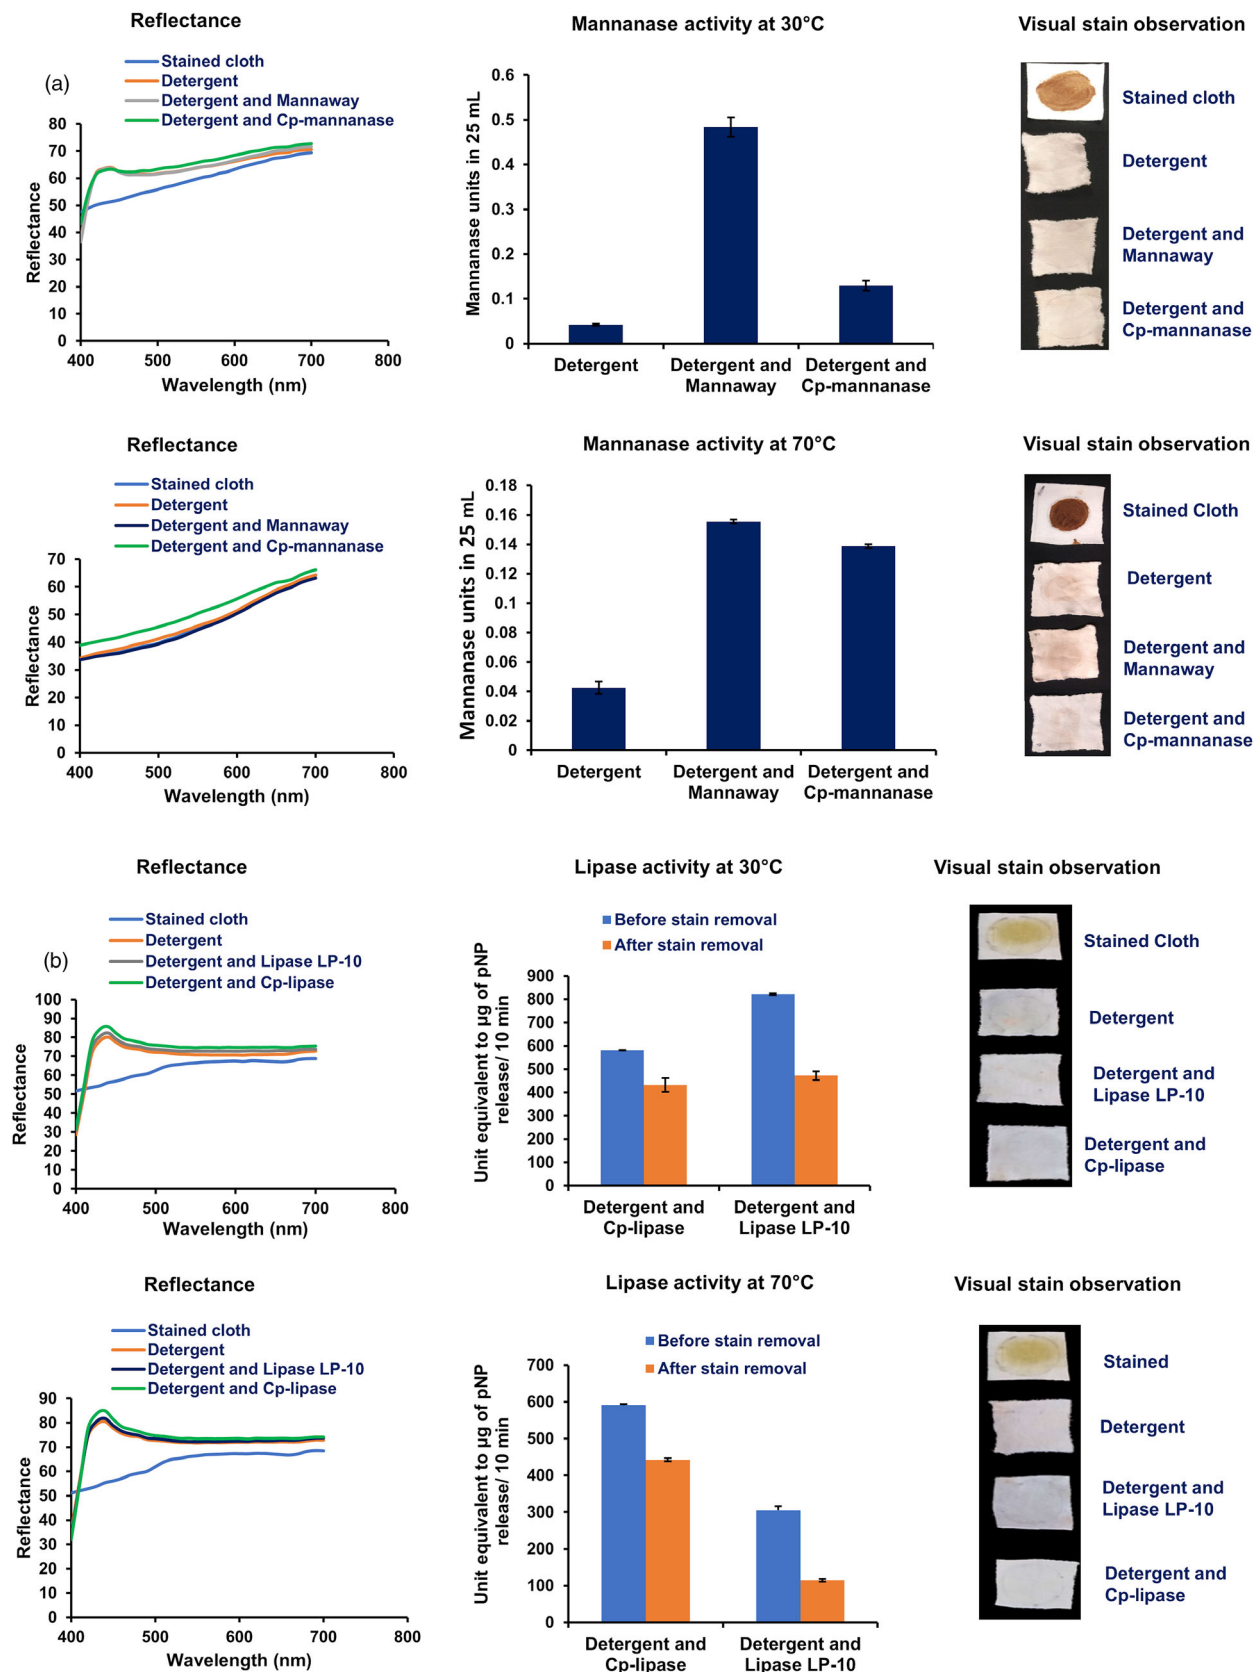 Reflectance
Stained cloth
Detergent
Detergent and Mannaway
Detergent and Cp-mannanase
(a)
80
70
60
50
40
30
20
10
0
400 500 600 700 800
Reflectance
Wavelength (nm)
Mannanase activity at 30°C
0.6
0.5
0.4
0.3
0.2
0.1
0
Mannanase units in 25 mL
Detergent
Detergent and
Mannaway
Detergent and
Cp-mannanase
Visual stain observation
Stained cloth
Detergent
Detergent and
Mannaway
Detergent and
Cp-mannanase
Reflectance
Stained cloth
Detergent
Detergent and Mannaway
Detergent and Cp-mannanase
70
60
50
40
30
20
10
0
400 500 600 700 800
Reflectance
Wavelength (nm)
Mannanase activity at 70°C
0.18
0.16
0.14
0.12
0.1
0.08
0.06
0.04
0.02
0
Mannanase units in 25 mL
Detergent
Detergent and
Mannaway
Detergent and
Cp-mannanase
Visual stain observation
Stained Cloth
Detergent
Detergent and
Mannaway
Detergent and
Cp-mannanase
Reflectance
Stained cloth
Detergent
Detergent and Lipase LP-10
Detergent and Cp-lipase
(b)
100
90
80
70
60
50
40
30
20
10
0
400 500 600 700 800
Reflectance
Wavelength (nm)
Lipase activity at 30°C
Before stain removal
After stain removal
900
800
700
600
500
400
300
200
100
0
Unit equivalent to µg of pNP
release/ 10 min
Detergent and
Cp-lipase
Detergent and
Lipase LP-10
Visual stain observation
Stained Cloth
Detergent
Detergent and
Lipase LP-10
Detergent and
Cp-lipase
Reflectance
Stained cloth
Detergent
Detergent and Lipase LP-10
Detergent and Cp-lipase
90
80
70
60
50
40
30
20
10
0
400 500 600 700 800
Reflectance
Wavelength (nm)
Lipase activity at 70°C
Before stain removal
After stain removal
700
600
500
400
300
200
100
0
Unit equivalent to µg of pNP
release/ 10 min
Detergent and
Cp-lipase
Detergent and
Lipase LP-10
Visual stain observation
Stained
Detergent
Detergent and
Lipase LP-10
Detergent and
Cp-lipase